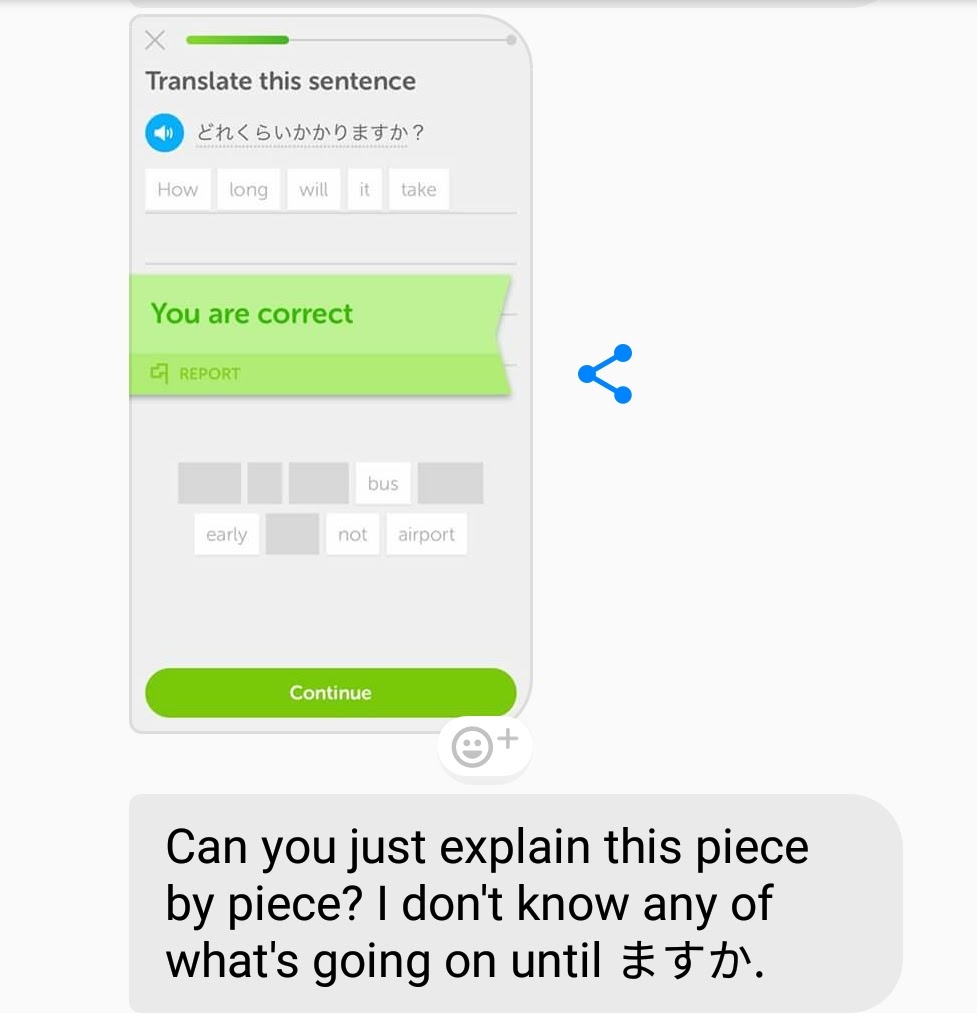 Translate this sentence
どれくらいかかりますか？
How long will it take
You are correct
REPORT
bus
early not airport
Continue
Can you just explain this piece
by piece? I don't know any of
what's going on until ますか.